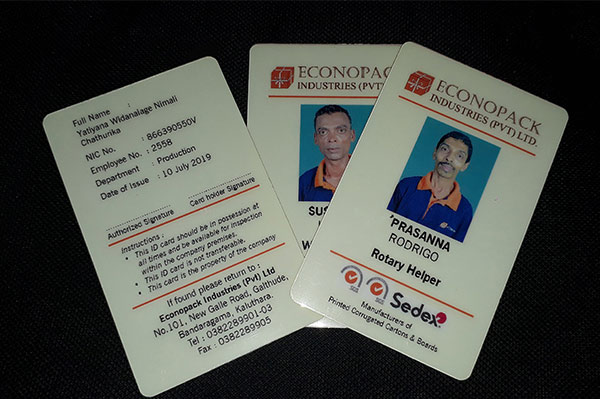 Full Name :
Yatiyana Widanalage Nimali
Chathurika
NIC No. : 866390550V
Employee No. : 2558
Department : Production
Date of Issue : 10 July 2019
Authorized Signature Card holder Signature
Instructions :
• This ID card should be in possession at
all times and be available for inspection
within the company premises.
• This ID card is not transferable.
• This card is the property of the company
If found please return to :
Econopack Industries (Pvt) Ltd
No.101, New Galle Road, Galthude,
Bandaragama, Kaluthara.
Tel : 0382289901-03
Fax : 0382289905
ECONOPACK
INDUSTRIES (PVT)
SUS
W
ECONOPACK
INDUSTRIES (PVT) LTD.
'PRASANNA
RODRIGO
Rotary Helper
Sedex
Manufacturers of
Printed Corrugated Cartons & Boards